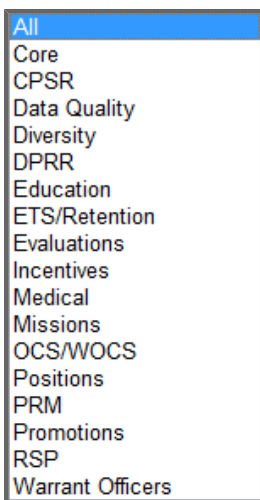 All
Core
CPSR
Data Quality
Diversity
DPRR
Education
ETS/Retention
Evaluations
Incentives
Medical
Missions
OCS/WOCS
Positions
PRM
Promotions
RSP
Warrant Officers